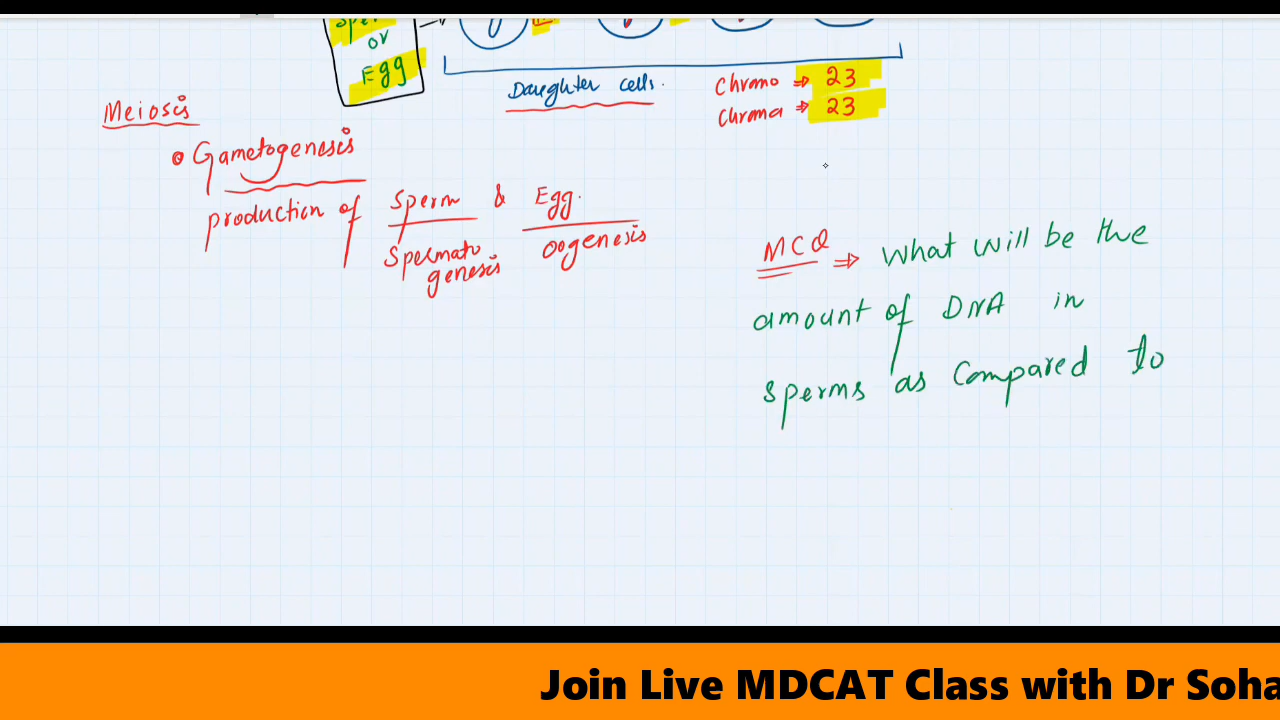 or
Egg
Daughter cells.
Chromo ⇒ 23
Chroma ⇒ 23
Meiosis
Gametogenesis
production of sperm & Egg.
Spermato
genesis
oogenesis
MCQ ⇒ what will be the
amount of DNA in
sperms as compared to
Join Live MDCAT Class with Dr Soha